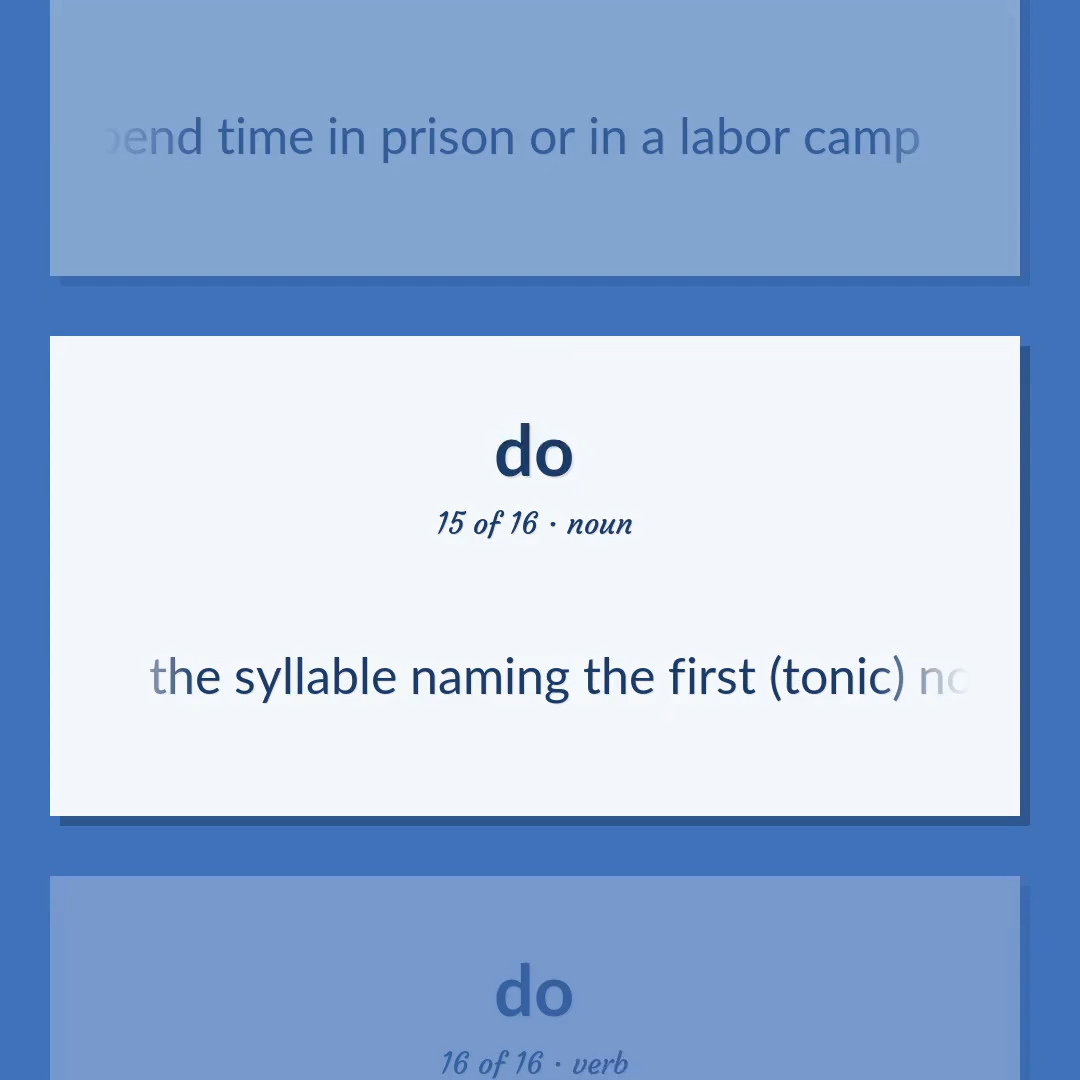 time in prison or in a labor camp
do
15 of 16 · noun
the syllable naming the first (tonic)
do
16 of 16 · verb